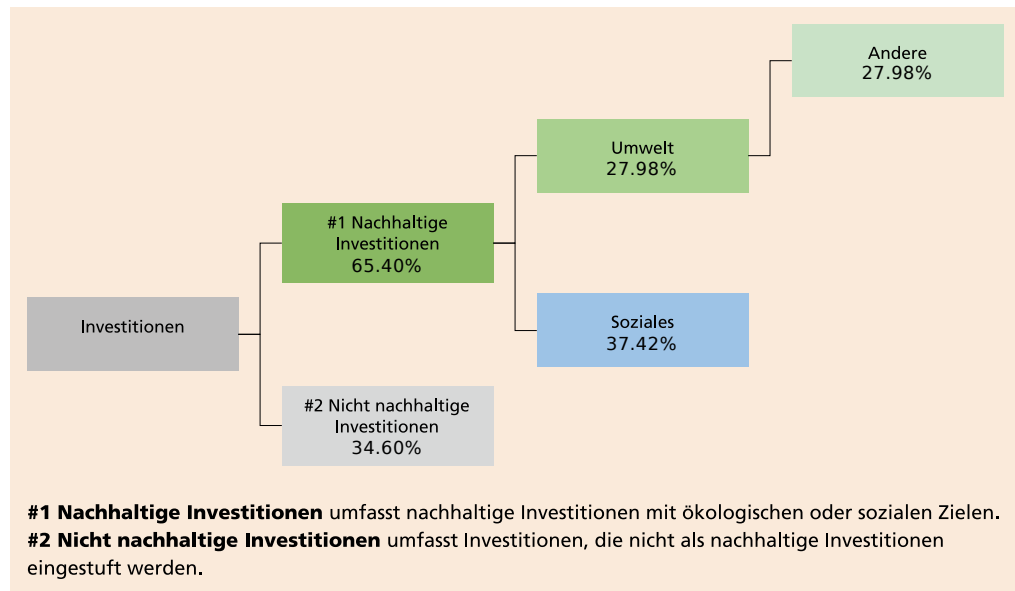 Andere
27.98%
Umwelt
27.98%
#1 Nachhaltige
Investitionen
65.40%
Investitionen
Soziales
37.42%
#2 Nicht nachhaltige
Investitionen
34.60%
#1 Nachhaltige Investitionen umfasst nachhaltige Investitionen mit ökologischen oder sozialen Zielen.
#2 Nicht nachhaltige Investitionen umfasst Investitionen, die nicht als nachhaltige Investitionen
eingestuft werden.